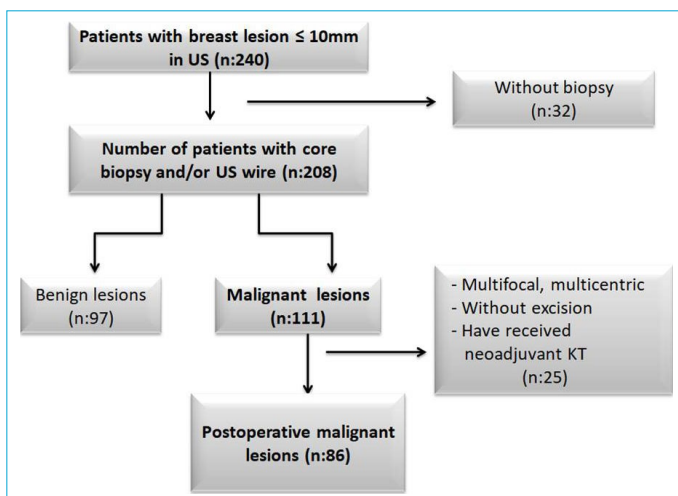 Patients with breast lesion ≤ 10mm
in US (n:240)
Without biopsy
(n:32)
Number of patients with core
biopsy and/or US wire (n:208)
Benign lesions
(n:97)
Malignant lesions
(n:111)
- Multifocal, multicentric
- Without excision
- Have received
neoadjuvant KT
(n:25)
Postoperative malignant
lesions (n:86)